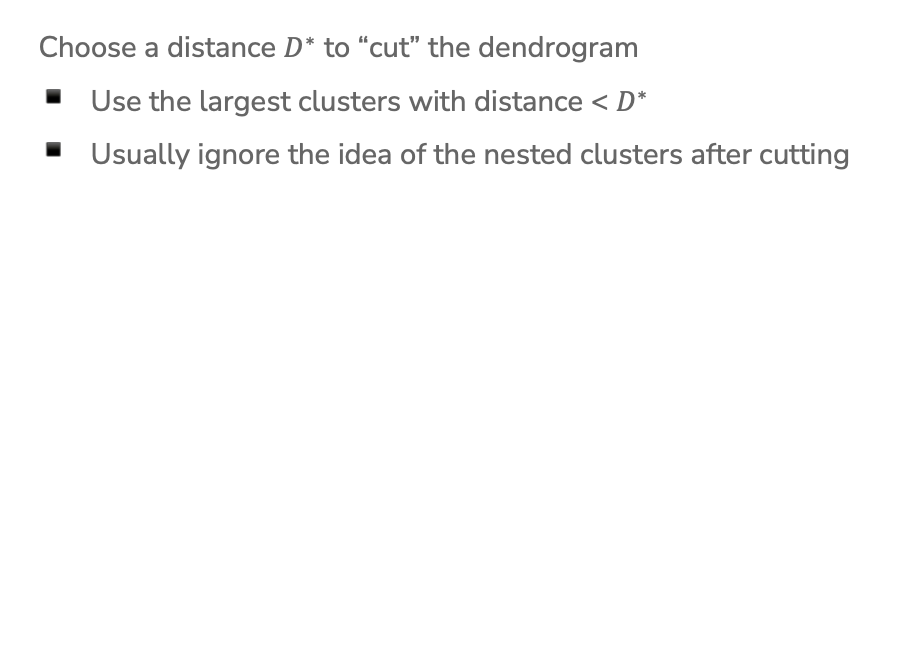 Choose a distance D* to “cut” the dendrogram
▪ Use the largest clusters with distance < D*
▪ Usually ignore the idea of the nested clusters after cutting